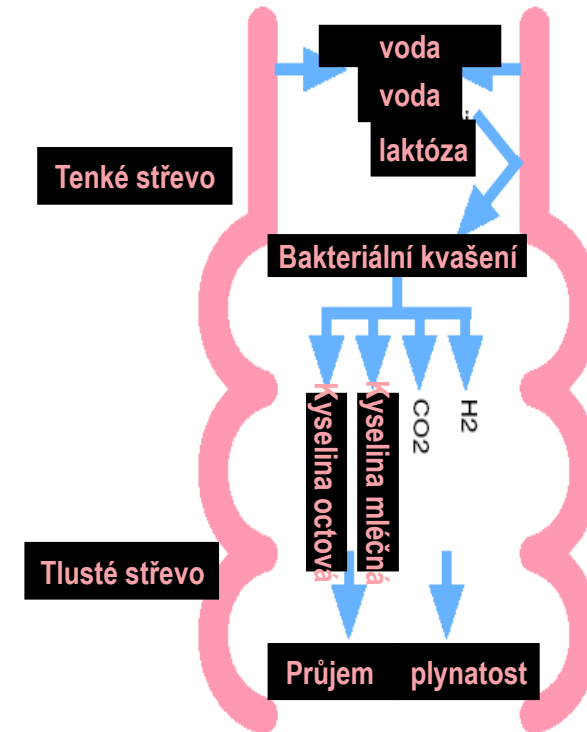 voda
voda
laktóza
Tenké střevo
Bakteriální kvašení
Kyselina octová
Kyselina mléčná
CO2
H2
Tlusté střevo
Průjem plynatost